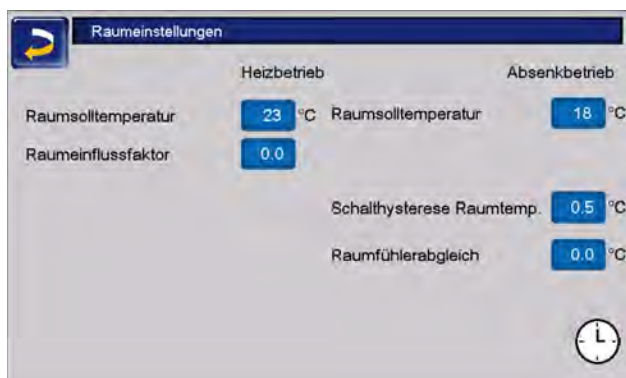 Raumeinstellungen
Heizbetrieb Absenkbetrieb
Raumsolltemperatur 23 °C Raumsolltemperatur 18 °C
Raumeinflussfaktor 0.0
Schalthysterese Raumtemp. 0.5 °C
Raumfühlerabgleich 0.0 °C